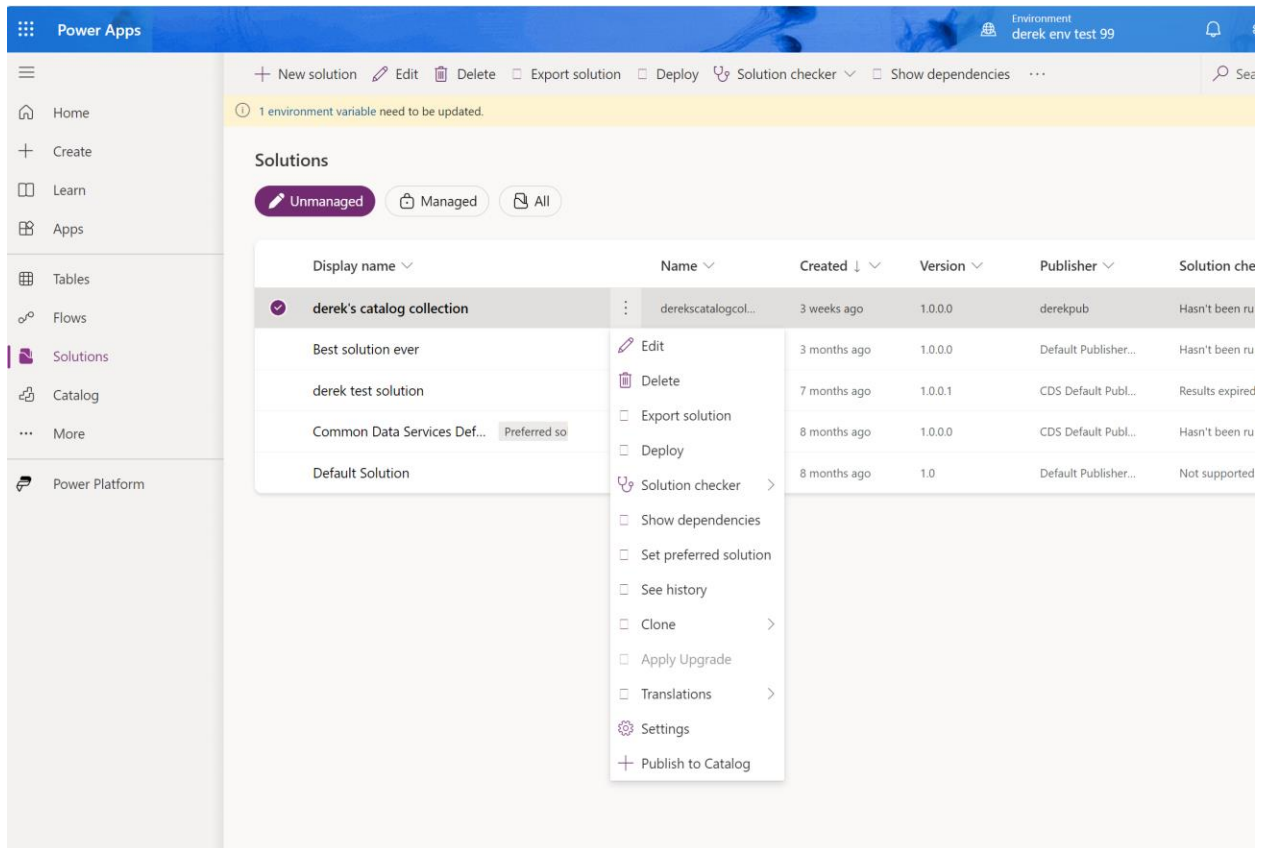 Power Apps
Environment
derek env test 99
New solution Edit Delete Export solution Deploy Solution checker Show dependencies ...
1 environment variable need to be updated.
Home
Create
Learn
Apps
Tables
Flows
Solutions
Catalog
More
Power Platform
Solutions
Unmanaged Managed All
Display name Name Created ↓ Version Publisher Solution che
derek's catalog collection derekscatalogcol... 3 weeks ago 1.0.0.0 derekpub Hasn't been ru
Best solution ever 3 months ago 1.0.0.0 Default Publisher... Hasn't been ru
derek test solution 7 months ago 1.0.0.1 CDS Default Publ... Results expired
Common Data Services Def... Preferred so 8 months ago 1.0.0.0 CDS Default Publ... Hasn't been ru
Default Solution 8 months ago 1.0 Default Publisher... Not supported
Edit
Delete
Export solution
Deploy
Solution checker
Show dependencies
Set preferred solution
See history
Clone
Apply Upgrade
Translations
Settings
Publish to Catalog